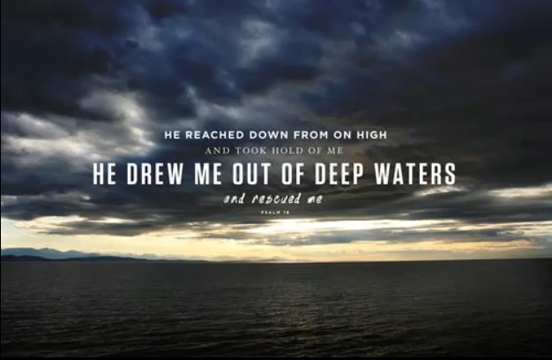 HE REACHED DOWN FROM ON HIGH
AND TOOK HOLD OF ME
HE DREW ME OUT OF DEEP WATERS
and rescued me
PSALM 18